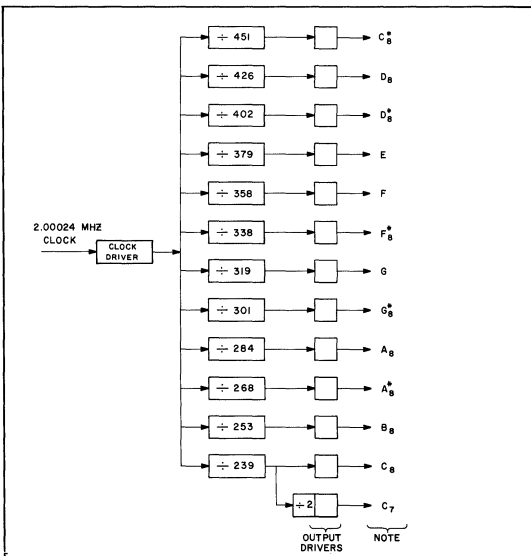 ÷ 451 C*8
÷ 426 D8
÷ 402 D*8
÷ 379 E
÷ 358 F
2.00024 MHZ
CLOCK
CLOCK
DRIVER
÷ 338 F*8
÷ 319 G
÷ 301 G*8
÷ 284 A8
÷ 268 A*8
÷ 253 B8
÷ 239 C8
÷ 2 C7
OUTPUT
DRIVERS
NOTE